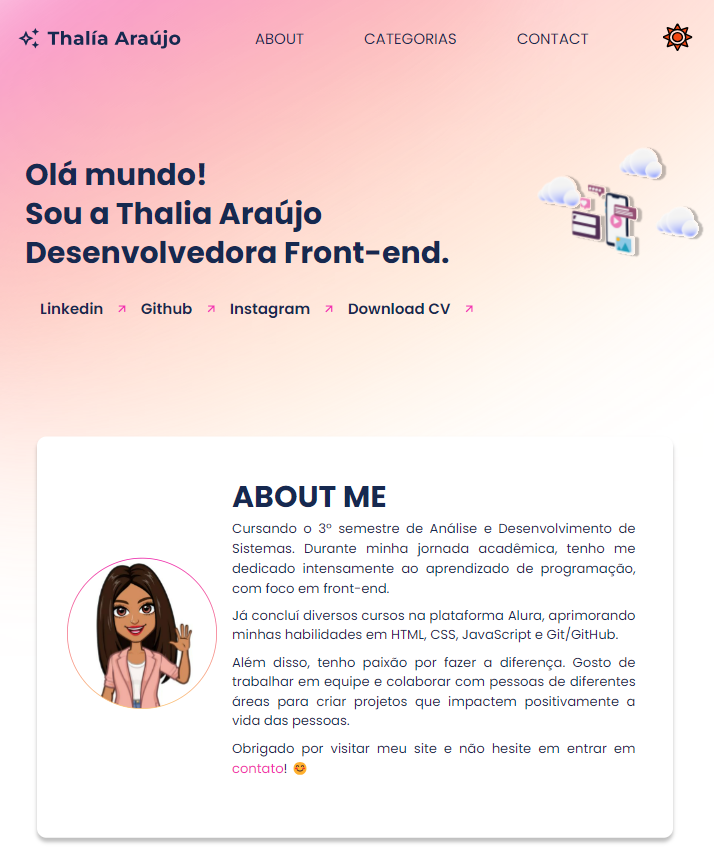 Thalía Araújo
ABOUT
CATEGORIAS
CONTACT
Olá mundo!
Sou a Thalia Araújo
Desenvolvedora Front-end.
Linkedin
Github
Instagram
Download CV
ABOUT ME
Cursando o 3º semestre de Análise e Desenvolvimento de
Sistemas. Durante minha jornada acadêmica, tenho me
dedicado intensamente ao aprendizado de programação,
com foco em front-end.
Já concluí diversos cursos na plataforma Alura, aprimorando
minhas habilidades em HTML, CSS, JavaScript e Git/GitHub.
Além disso, tenho paixão por fazer a diferença. Gosto de
trabalhar em equipe e colaborar com pessoas de diferentes
áreas para criar projetos que impactem positivamente a
vida das pessoas.
Obrigado por visitar meu site e não hesite em entrar em
contato! 😊